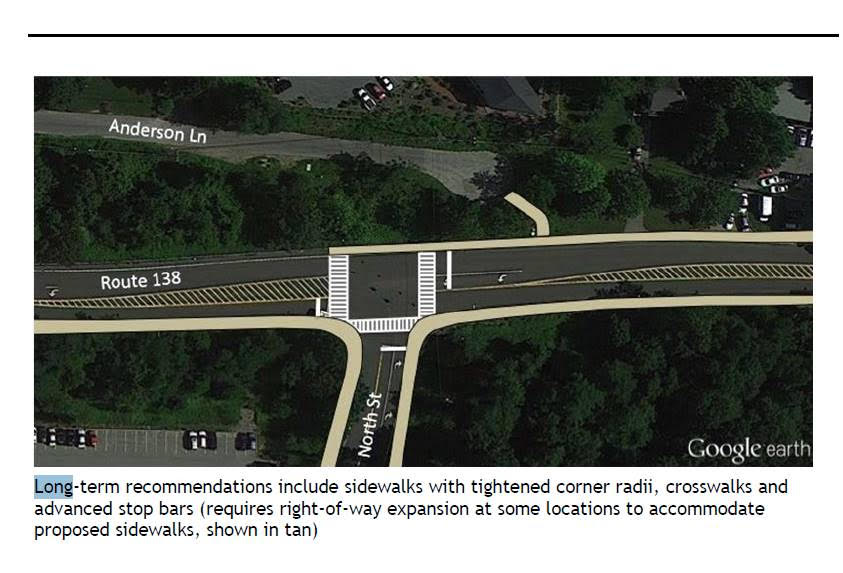 Anderson Ln
Route 138
North St
Google earth
Long-term recommendations include sidewalks with tightened corner radii, crosswalks and
advanced stop bars (requires right-of-way expansion at some locations to accommodate
proposed sidewalks, shown in tan)